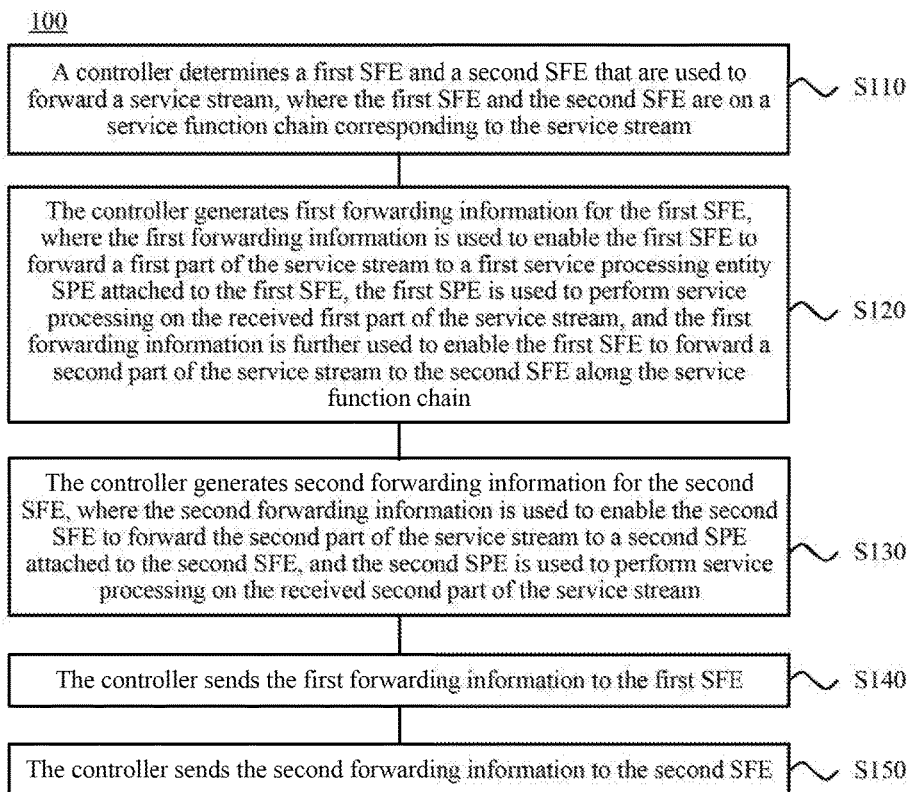 100
A controller determines a first SFE and a second SFE that are used to
forward a service stream, where the first SFE and the second SFE are on a
service function chain corresponding to the service stream
S110
The controller generates first forwarding information for the first SFE,
where the first forwarding information is used to enable the first SFE to
forward a first part of the service stream to a first service processing entity
SPE attached to the first SFE, the first SPE is used to perform service
processing on the received first part of the service stream, and the first
forwarding information is further used to enable the first SFE to forward a
second part of the service stream to the second SFE along the service
function chain
S120
The controller generates second forwarding information for the second
SFE, where the second forwarding information is used to enable the second
SFE to forward the second part of the service stream to a second SPE
attached to the second SFE, and the second SPE is used to perform service
processing on the received second part of the service stream
S130
The controller sends the first forwarding information to the first SFE
S140
The controller sends the second forwarding information to the second SFE
S150